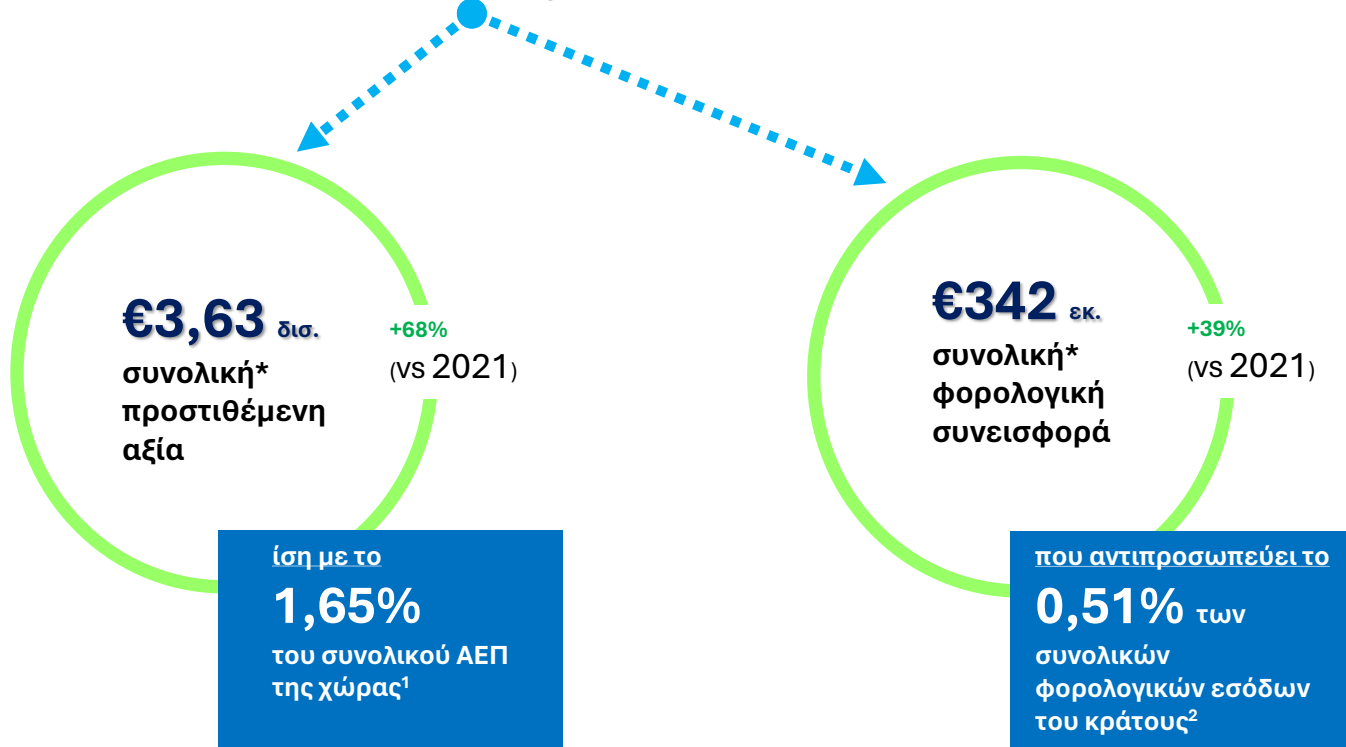 €3,63 δισ.
συνολική*
προστιθέμενη
αξία
+68%
(vs 2021)
ίση με το
1,65%
του συνολικού ΑΕΠ
της χώρας¹
€342 εκ.
συνολική*
φορολογική
συνεισφορά
+39%
(vs 2021)
που αντιπροσωπεύει το
0,51% των
συνολικών
φορολογικών εσόδων
του κράτους²